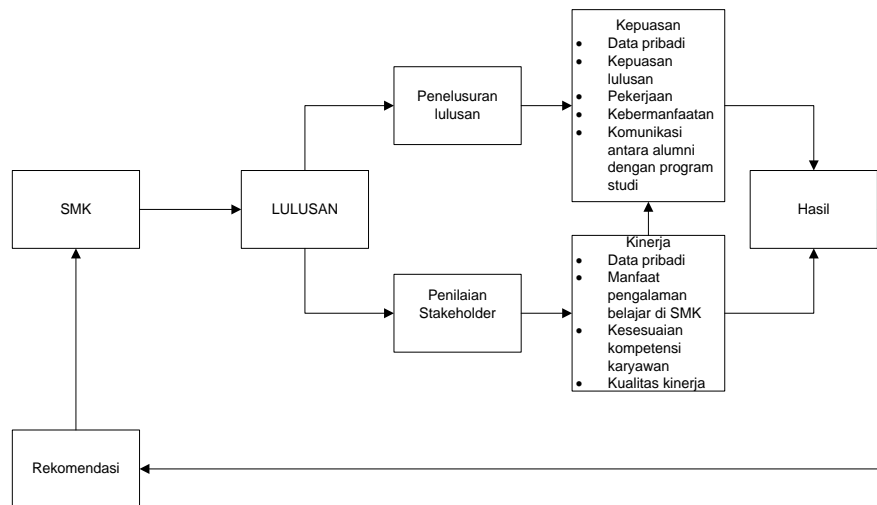 SMK
LULUSAN
Penelusuran
lulusan
Penilaian
Stakeholder
Kepuasan
• Data pribadi
• Kepuasan
lulusan
• Pekerjaan
• Kebermanfaatan
• Komunikasi
antara alumni
dengan program
studi
Kinerja
• Data pribadi
• Manfaat
pengalaman
belajar di SMK
• Kesesuaian
kompetensi
karyawan
• Kualitas kinerja
Hasil
Rekomendasi